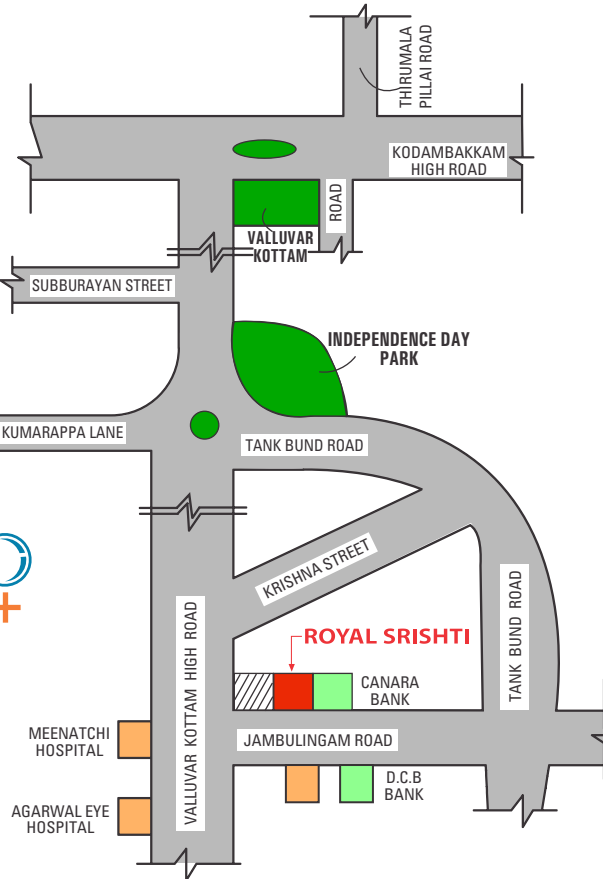 THIRUMALA
PILLAI ROAD
KODAMBAKKAM
HIGH ROAD
ROAD
VALLUVAR
KOTTAM
SUBBURAYAN STREET
INDEPENDENCE DAY
PARK
KUMARAPPA LANE
TANK BUND ROAD
KRISHNA STREET
TANK BUND ROAD
ROYAL SRISHTI
CANARA
BANK
VALLUVAR KOTTAM HIGH ROAD
MEENATCHI
HOSPITAL
JAMBULINGAM ROAD
D.C.B
BANK
AGARWAL EYE
HOSPITAL